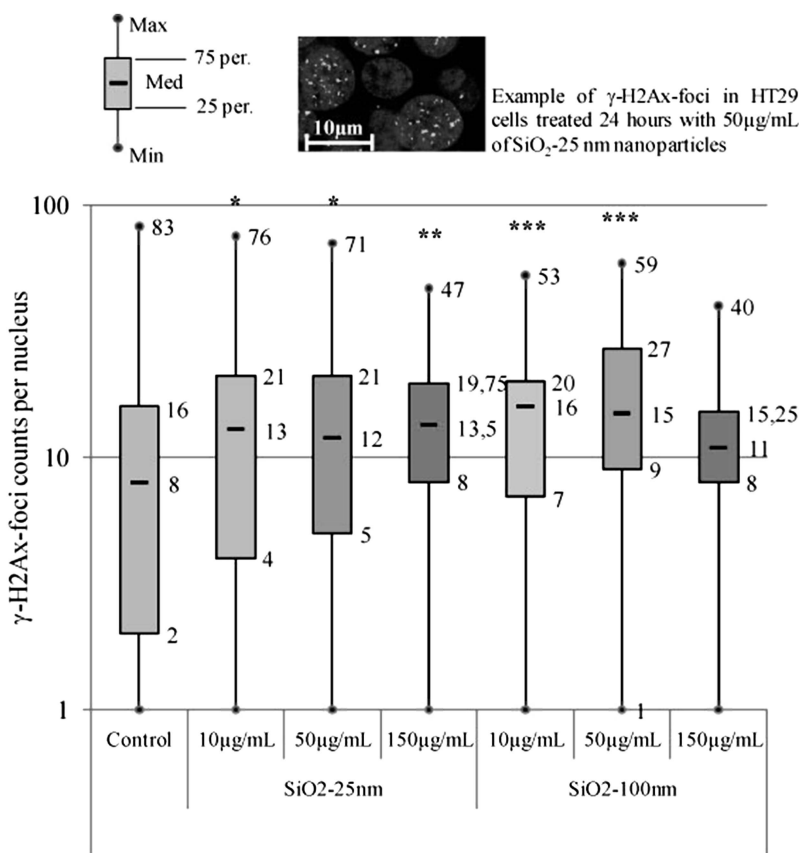 Max
75 per.
Med
25 per.
Min
10µm
Example of γ-H2Ax-foci in HT29
cells treated 24 hours with 50µg/mL
of SiO₂-25 nm nanoparticles
γ-H2Ax-foci counts per nucleus
100
10
1
* * ** *** ***
83
16
8
2
76
21
13
4
71
21
12
5
47
19,75
13,5
8
53
20
16
7
59
27
15
9
1
40
15,25
11
8
Control 10µg/mL 50µg/mL 150µg/mL 10µg/mL 50µg/mL 150µg/mL
SiO2-25nm SiO2-100nm